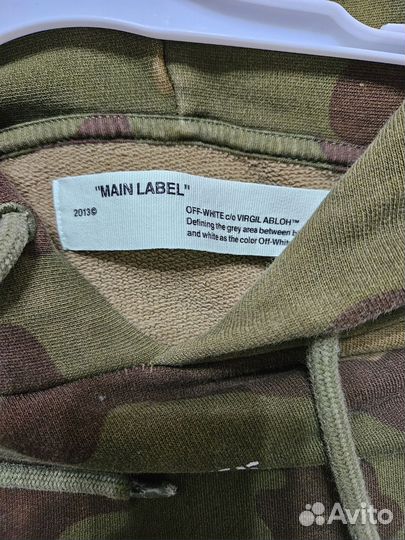 "MAIN LABEL"
2013©
OFF-WHITE c/o VIRGIL ABLOH™
Defining the grey area between
and white as the color Off-Whit
Avito